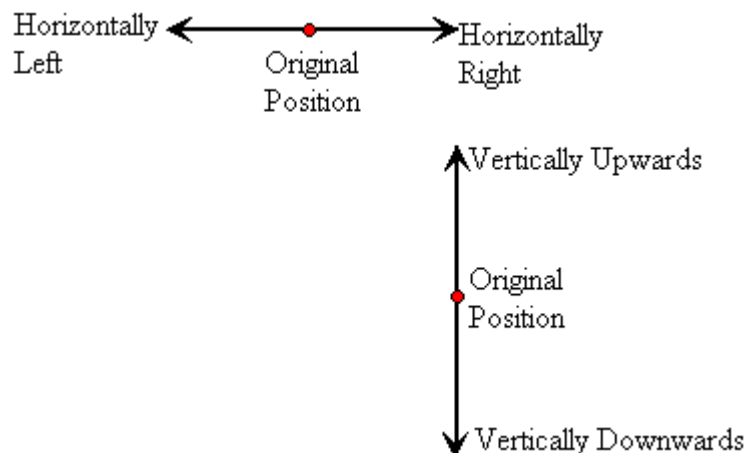 Horizontally
Left
Original
Position
Horizontally
Right
Vertically Upwards
Original
Position
Vertically Downwards